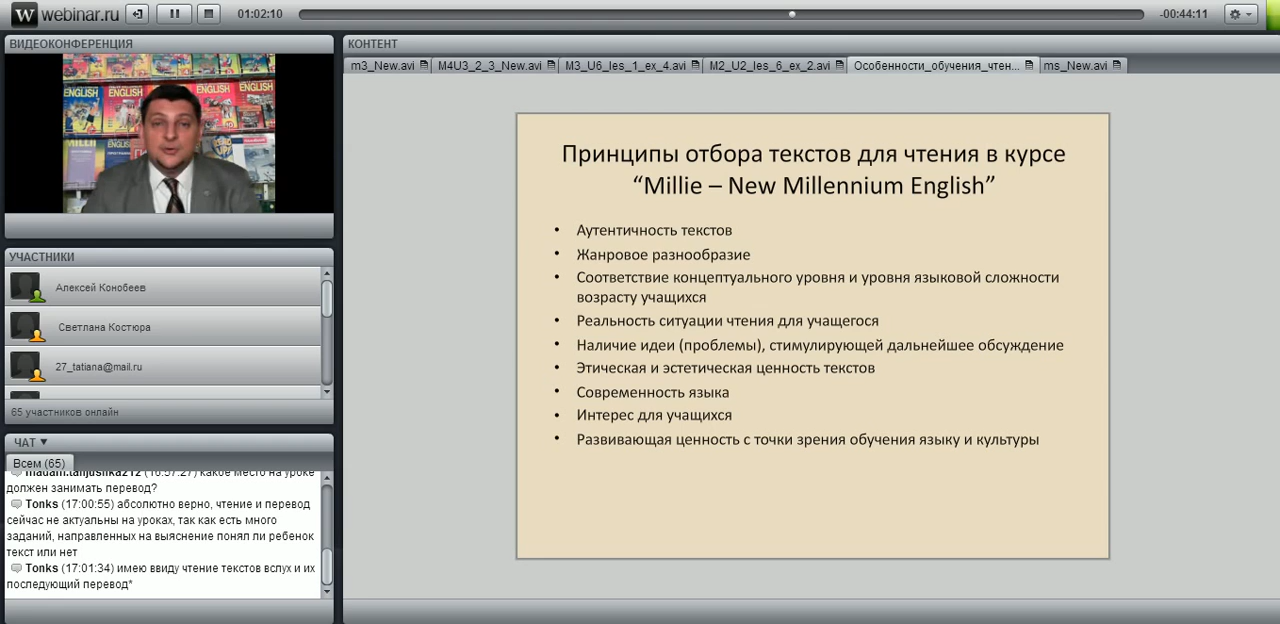 W webinar.ru
01:02:10
-00:44:11
ВИДЕОКОНФЕРЕНЦИЯ
ENGLISH
ENGLISH
ENGLISH
MILLIE
УЧАСТНИКИ
Алексей Конобеев
Светлана Костюра
27_tatiana@mail.ru
65 участников онлайн
ЧАТ
Всем (65)
madam.tanjushka212 (16:57:27) какое место на уроке
должен занимать перевод?
Tonks (17:00:55) абсолютно верно, чтение и перевод
сейчас не актуальны на уроках, так как есть много
заданий, направленных на выяснение понял ли ребенок
текст или нет
Tonks (17:01:34) имею ввиду чтение текстов вслух и их
последующий перевод*
КОНТЕНТ
m3_New.avi
M4U3_2_3_New.avi
M3_U6_les_1_ex_4.avi
M2_U2_les_6_ex_2.avi
Особенности_обучения_чтен...
ms_New.avi
Принципы отбора текстов для чтения в курсе
“Millie – New Millennium English”
• Аутентичность текстов
• Жанровое разнообразие
• Соответствие концептуального уровня и уровня языковой сложности
возрасту учащихся
• Реальность ситуации чтения для учащегося
• Наличие идеи (проблемы), стимулирующей дальнейшее обсуждение
• Этическая и эстетическая ценность текстов
• Современность языка
• Интерес для учащихся
• Развивающая ценность с точки зрения обучения языку и культуры